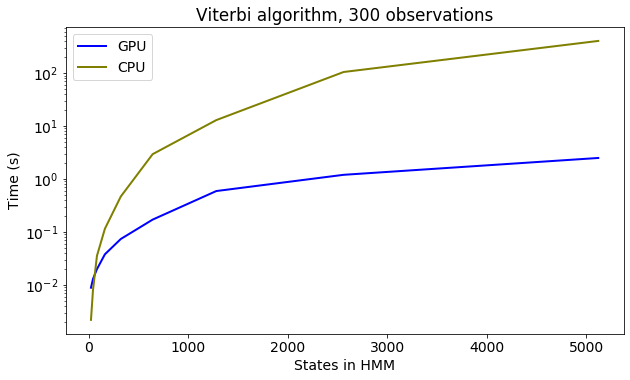 Viterbi algorithm, 300 observations
GPU
CPU
Time (s)
10²
10¹
10⁰
10⁻¹
10⁻²
0 1000 2000 3000 4000 5000
States in HMM